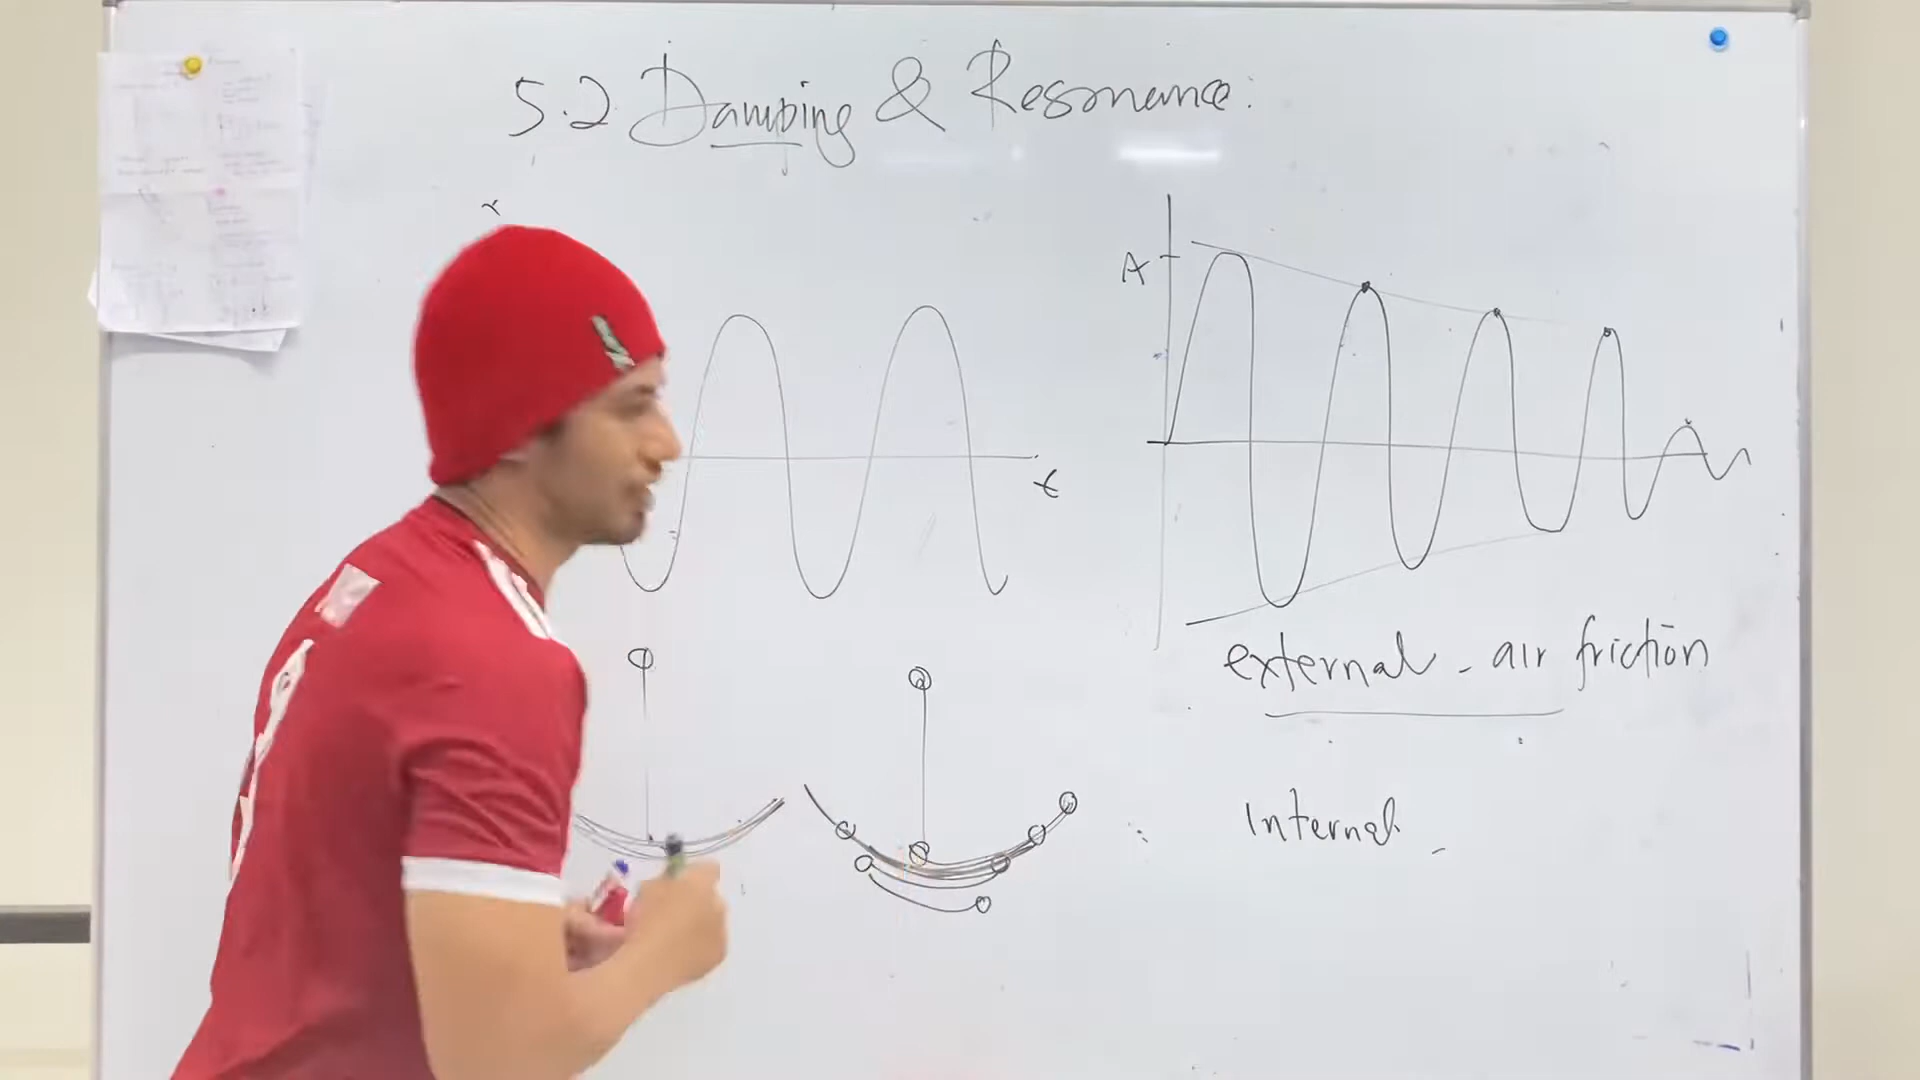 5.2 Damping & Resonance:
x
A
t
external - air friction
Internal -